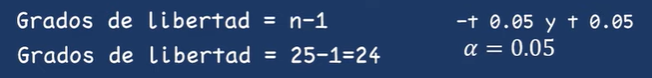 Grados de libertad = n-1
Grados de libertad = 25-1=24
-t 0.05 y t 0.05
α = 0.05